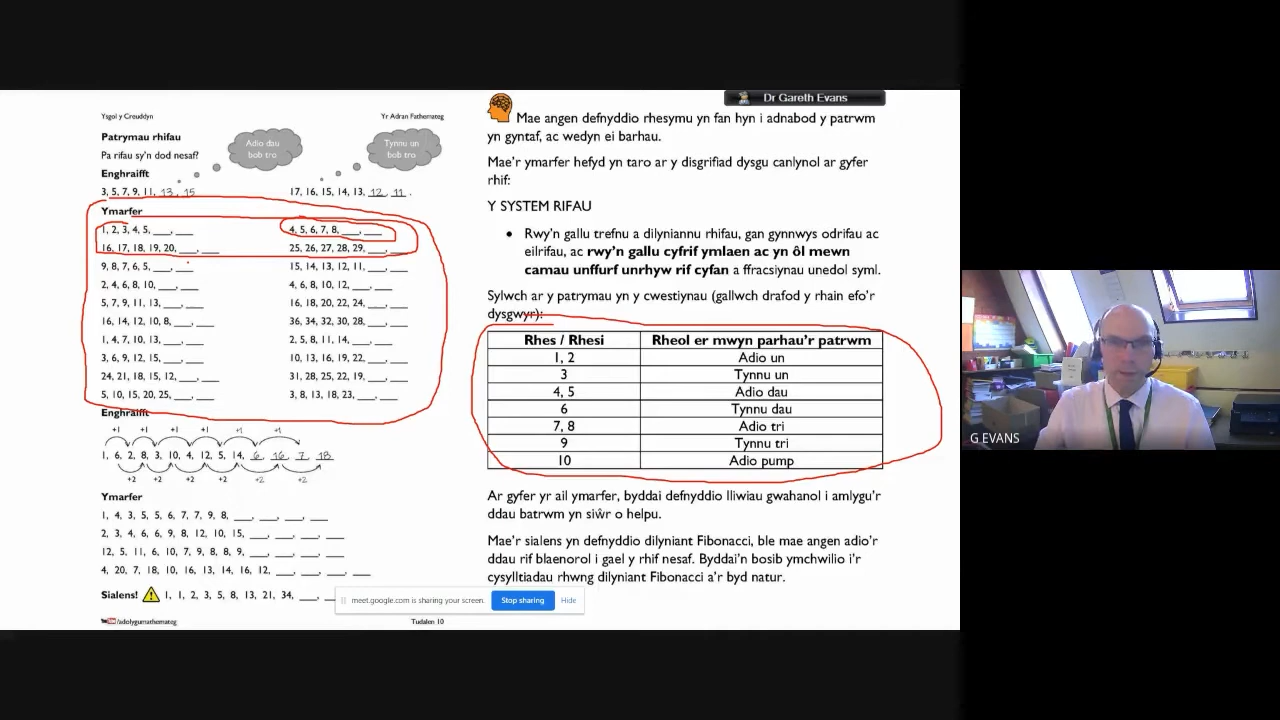 Ysgol y Creuddyn
Yr Adran Fathemateg
Patrymau rhifau
Pa rifau sy'n dod nesaf?
Adio dau
bob tro
Tynnu un
bob tro
Enghraifft
3, 5, 7, 9, 11, 13, 15
17, 16, 15, 14, 13, 12, 11.
Ymarfer
1, 2, 3, 4, 5, ___, ___
4, 5, 6, 7, 8, ___, ___
16, 17, 18, 19, 20, ___, ___
25, 26, 27, 28, 29, ___, ___
9, 8, 7, 6, 5, ___, ___
15, 14, 13, 12, 11, ___, ___
2, 4, 6, 8, 10, ___, ___
4, 6, 8, 10, 12, ___, ___
5, 7, 9, 11, 13, ___, ___
16, 18, 20, 22, 24, ___, ___
16, 14, 12, 10, 8, ___, ___
36, 34, 32, 30, 28, ___, ___
1, 4, 7, 10, 13, ___, ___
2, 5, 8, 11, 14, ___, ___
3, 6, 9, 12, 15, ___, ___
10, 13, 16, 19, 22, ___, ___
24, 21, 18, 15, 12, ___, ___
31, 28, 25, 22, 19, ___, ___
5, 10, 15, 20, 25, ___, ___
3, 8, 13, 18, 23, ___, ___
Enghraifft
+1 +1 +1 +1 +1 +1
1, 6, 2, 8, 3, 10, 4, 12, 5, 14, 6, 16, 7, 18
+2 +2 +2 +2 +2 +2
Ymarfer
1, 4, 3, 5, 5, 6, 7, 7, 9, 8, ___, ___, ___, ___
2, 3, 4, 6, 6, 9, 8, 12, 10, 15, ___, ___, ___, ___
12, 5, 11, 6, 10, 7, 9, 8, 8, 9, ___, ___, ___, ___
4, 20, 7, 18, 10, 16, 13, 14, 16, 12, ___, ___, ___, ___
Sialens! 1, 1, 2, 3, 5, 8, 13, 21, 34, ___, ___
/adolygumathemateg
Tudalen 10
Dr Gareth Evans
Mae angen defnyddio rhesymu yn fan hyn i adnabod y patrwm
yn gyntaf, ac wedyn ei barhau.
Mae'r ymarfer hefyd yn taro ar y disgrifiad dysgu canlynol ar gyfer
rhif:
Y SYSTEM RIFAU
• Rwy'n gallu trefnu a dilyniannu rhifau, gan gynnwys odrifau ac
eilrifau, ac rwy'n gallu cyfrif ymlaen ac yn ôl mewn
camau unffurf unrhyw rif cyfan a ffracsiynau unedol syml.
Sylwch ar y patrymau yn y cwestiynau (gallwch drafod y rhain efo'r
dysgwyr):
Rhes / Rhesi Rheol er mwyn parhau'r patrwm
1, 2 Adio un
3 Tynnu un
4, 5 Adio dau
6 Tynnu dau
7, 8 Adio tri
9 Tynnu tri
10 Adio pump
Ar gyfer yr ail ymarfer, byddai defnyddio lliwiau gwahanol i amlygu'r
ddau batrwm yn siŵr o helpu.
Mae'r sialens yn defnyddio dilyniant Fibonacci, ble mae angen adio'r
ddau rif blaenorol i gael y rhif nesaf. Byddai'n bosib ymchwilio i'r
cysylltiadau rhwng dilyniant Fibonacci a'r byd natur.
meet.google.com is sharing your screen.
Stop sharing
Hide
G EVANS